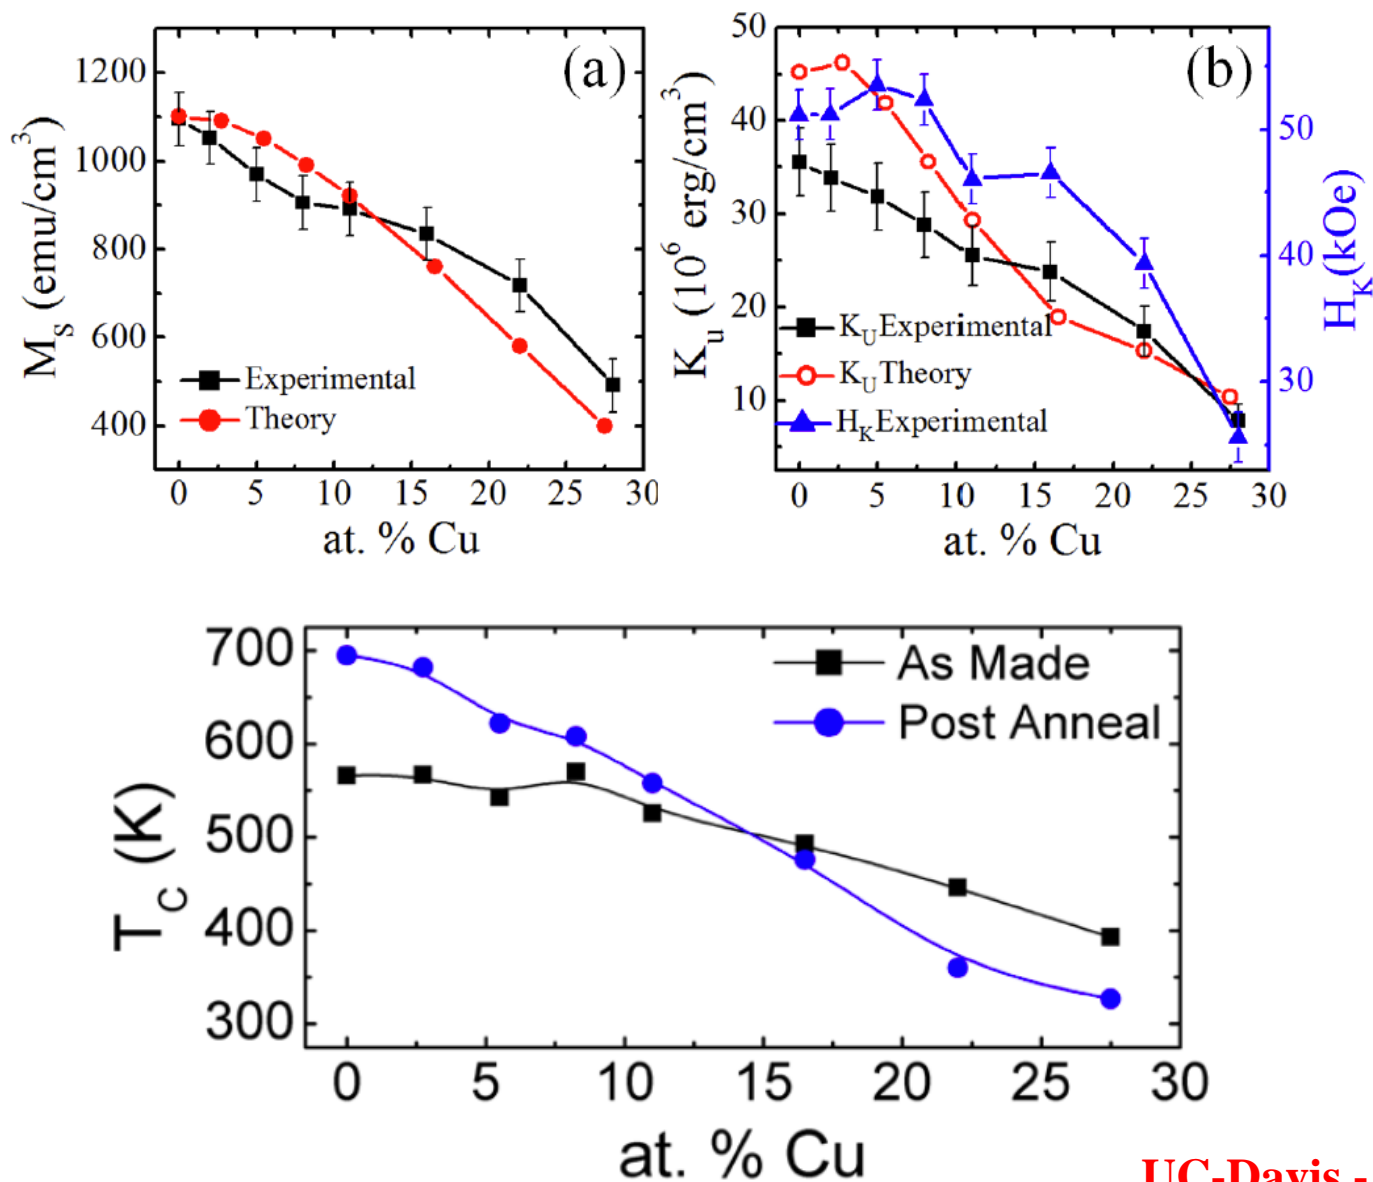 (a)
1200
1000
800
600
400
M_S (emu/cm^3)
Experimental
Theory
0 5 10 15 20 25 30
at. % Cu
(b)
50
40
30
20
10
K_u (10^6 erg/cm^3)
50
40
30
H_K(kOe)
K_U Experimental
K_U Theory
H_K Experimental
0 5 10 15 20 25 30
at. % Cu
700
600
500
400
300
T_C (K)
As Made
Post Anneal
0 5 10 15 20 25 30
at. % Cu
UC-Davis -